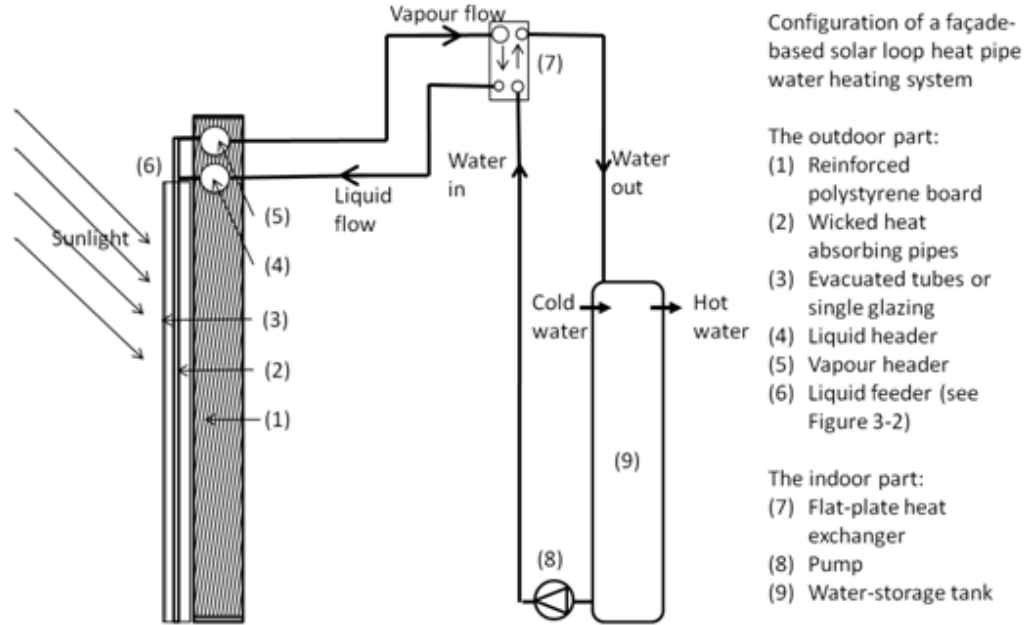 Vapour flow
(7)
(6)
Water
in
Water
out
Liquid
flow
(5)
Sunlight
(4)
Cold
water
Hot
water
(3)
(2)
(1)
(9)
(8)
Configuration of a façade-
based solar loop heat pipe
water heating system
The outdoor part:
(1) Reinforced
polystyrene board
(2) Wicked heat
absorbing pipes
(3) Evacuated tubes or
single glazing
(4) Liquid header
(5) Vapour header
(6) Liquid feeder (see
Figure 3-2)
The indoor part:
(7) Flat-plate heat
exchanger
(8) Pump
(9) Water-storage tank